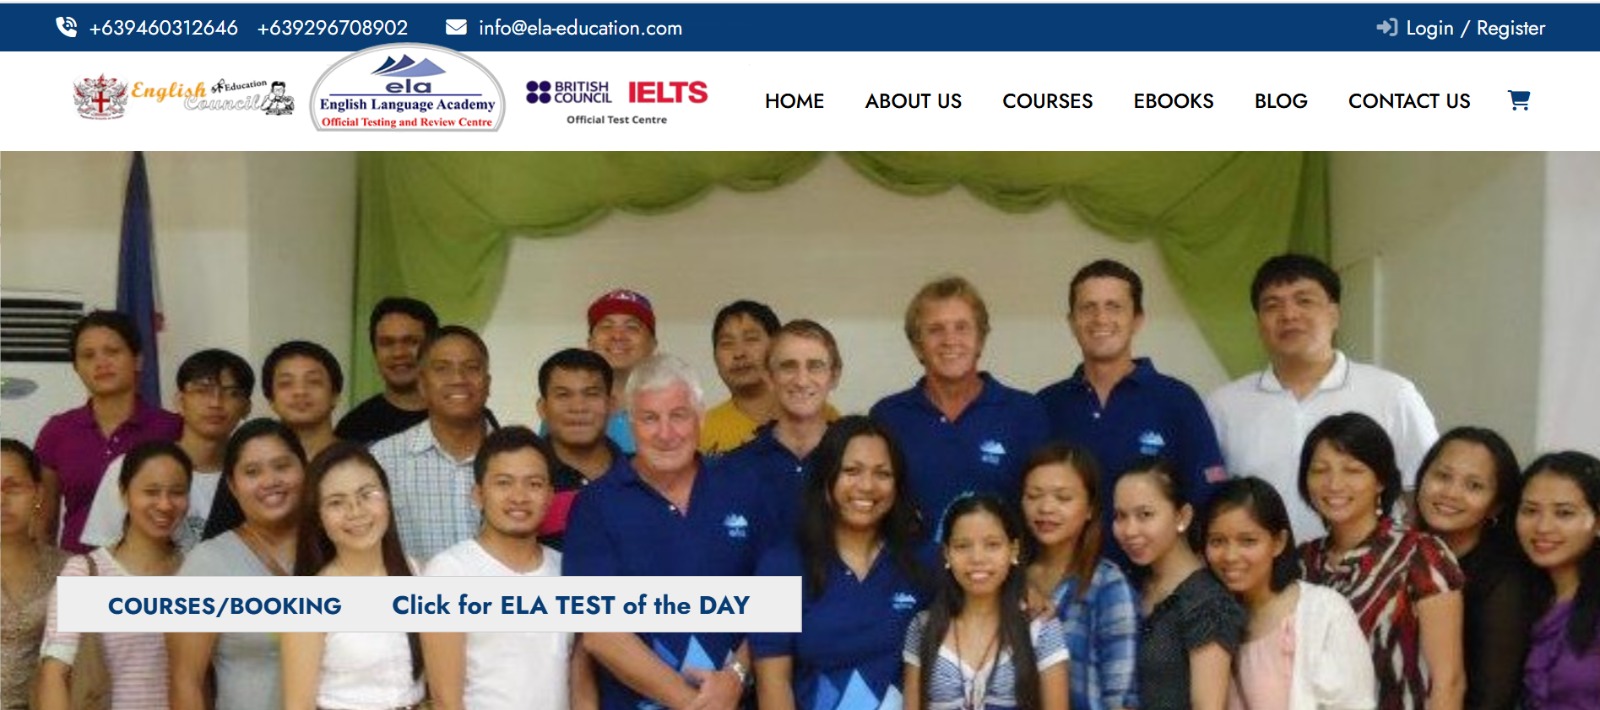 +639460312646 +639296708902 info@ela-education.com Login / Register
English Education Council
ela
English Language Academy
Official Testing and Review Centre
BRITISH COUNCIL IELTS
Official Test Centre
HOME ABOUT US COURSES EBOOKS BLOG CONTACT US
COURSES/BOOKING Click for ELA TEST of the DAY